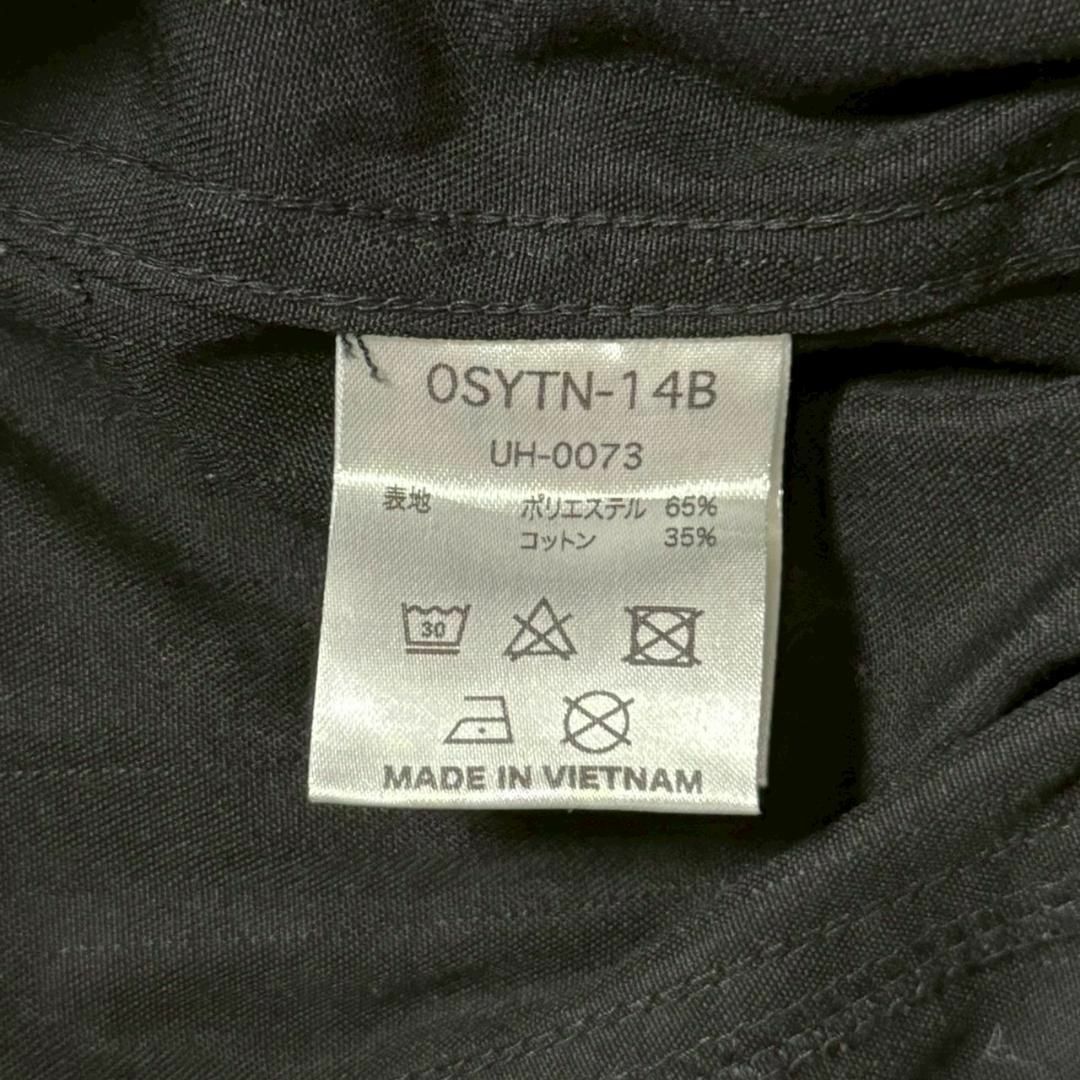 OSYTN-14B
UH-0073
表地 ポリエステル 65%
コットン 35%
30
MADE IN VIETNAM